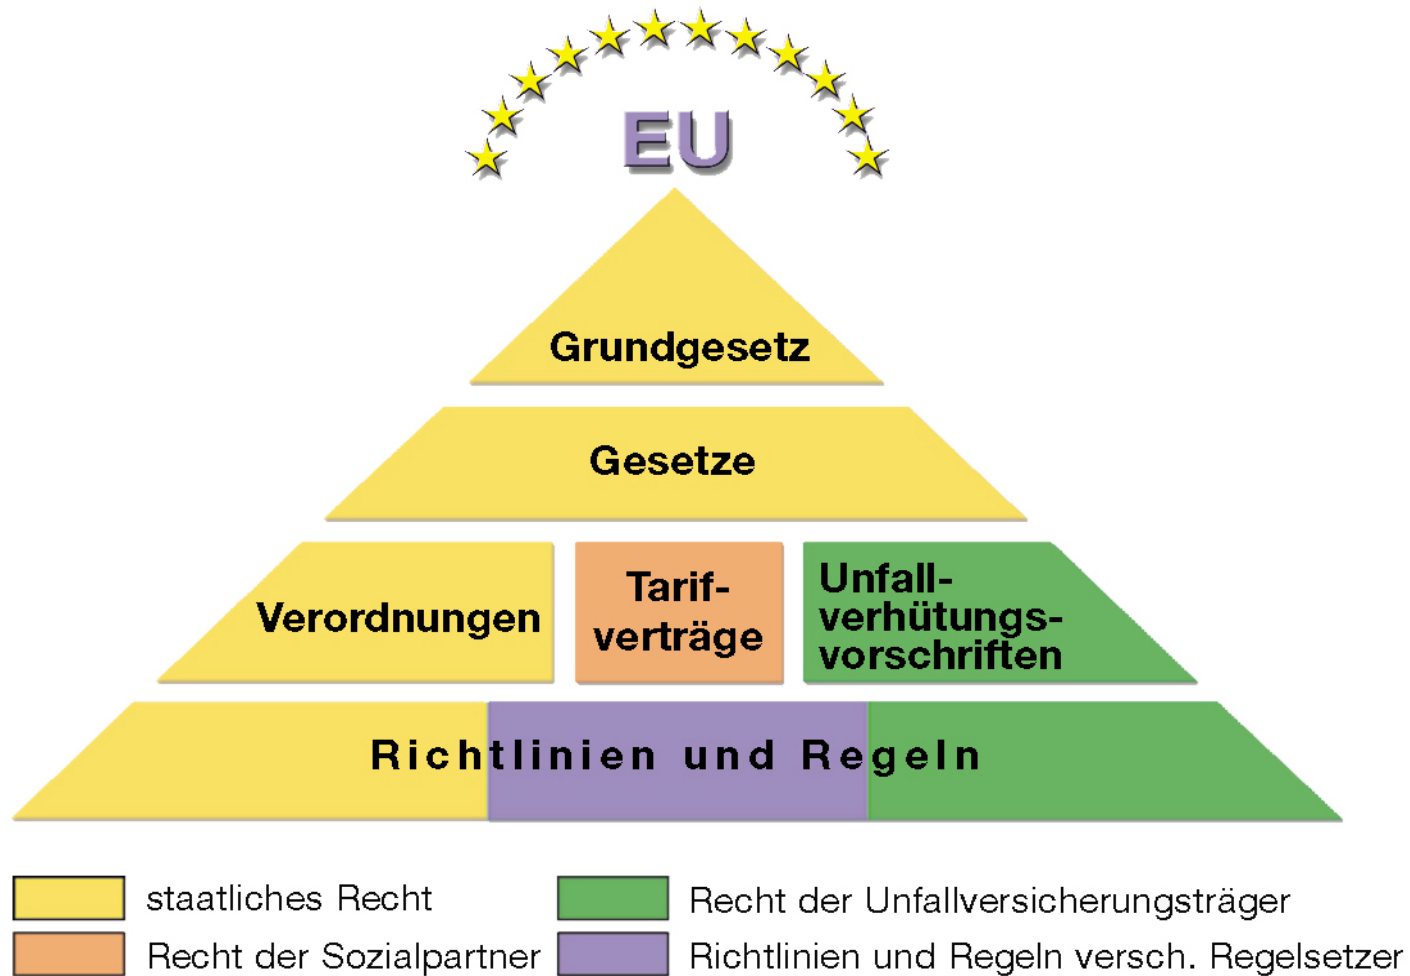 EU
Grundgesetz
Gesetze
Verordnungen
Tarif-
verträge
Unfall-
verhütungs-
vorschriften
Richtlinien und Regeln
staatliches Recht
Recht der Sozialpartner
Recht der Unfallversicherungsträger
Richtlinien und Regeln versch. Regelsetzer